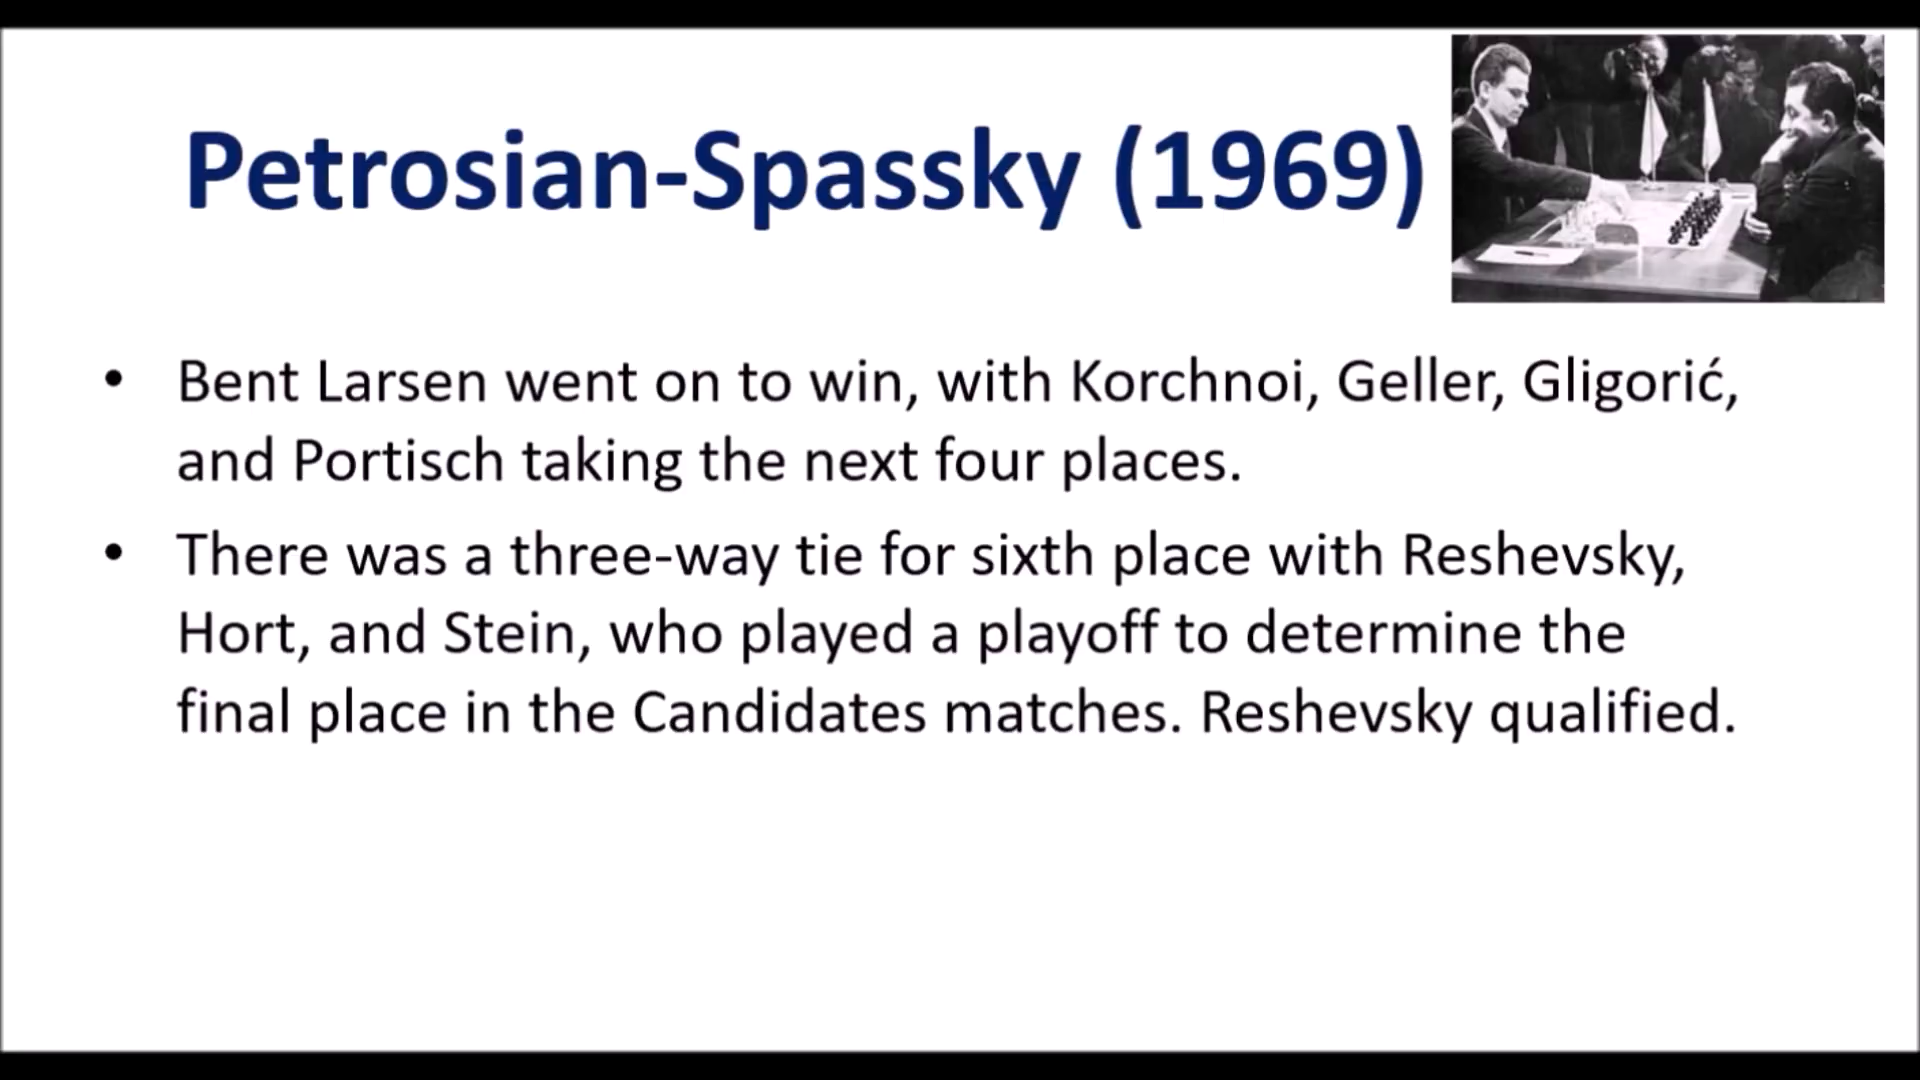 Petrosian-Spassky (1969)
• Bent Larsen went on to win, with Korchnoi, Geller, Gligorić,
and Portisch taking the next four places.
• There was a three-way tie for sixth place with Reshevsky,
Hort, and Stein, who played a playoff to determine the
final place in the Candidates matches. Reshevsky qualified.